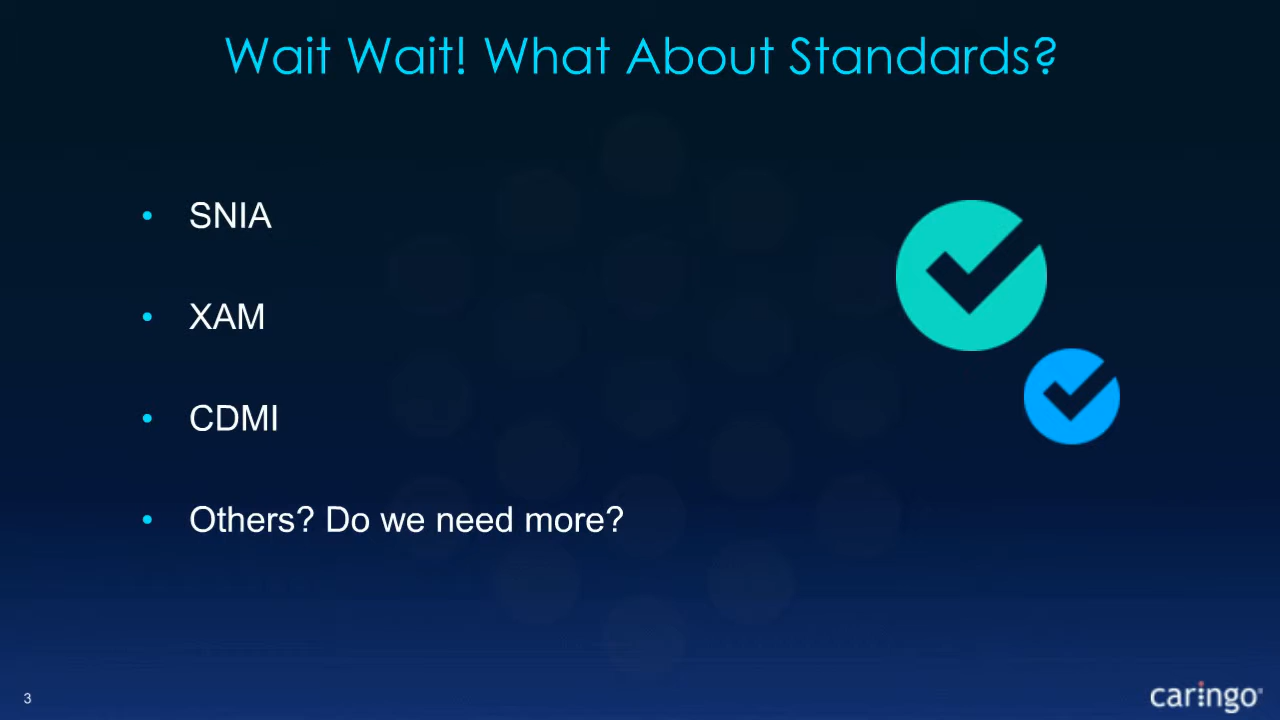 Wait Wait! What About Standards?
• SNIA
• XAM
• CDMI
• Others? Do we need more?
3
caringo